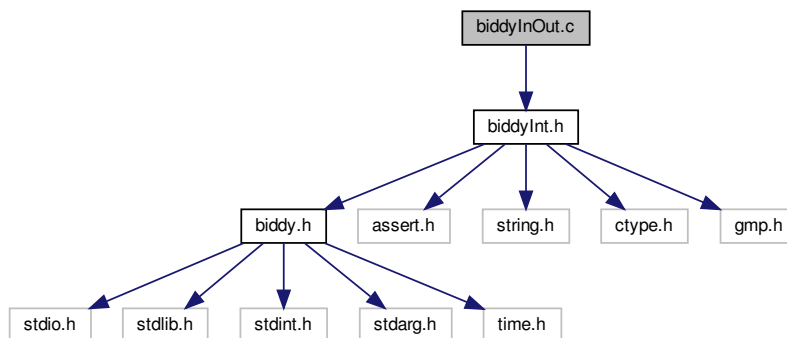 biddyInOut.c
biddyInt.h
biddy.h
assert.h
string.h
ctype.h
gmp.h
stdio.h
stdlib.h
stdint.h
stdarg.h
time.h